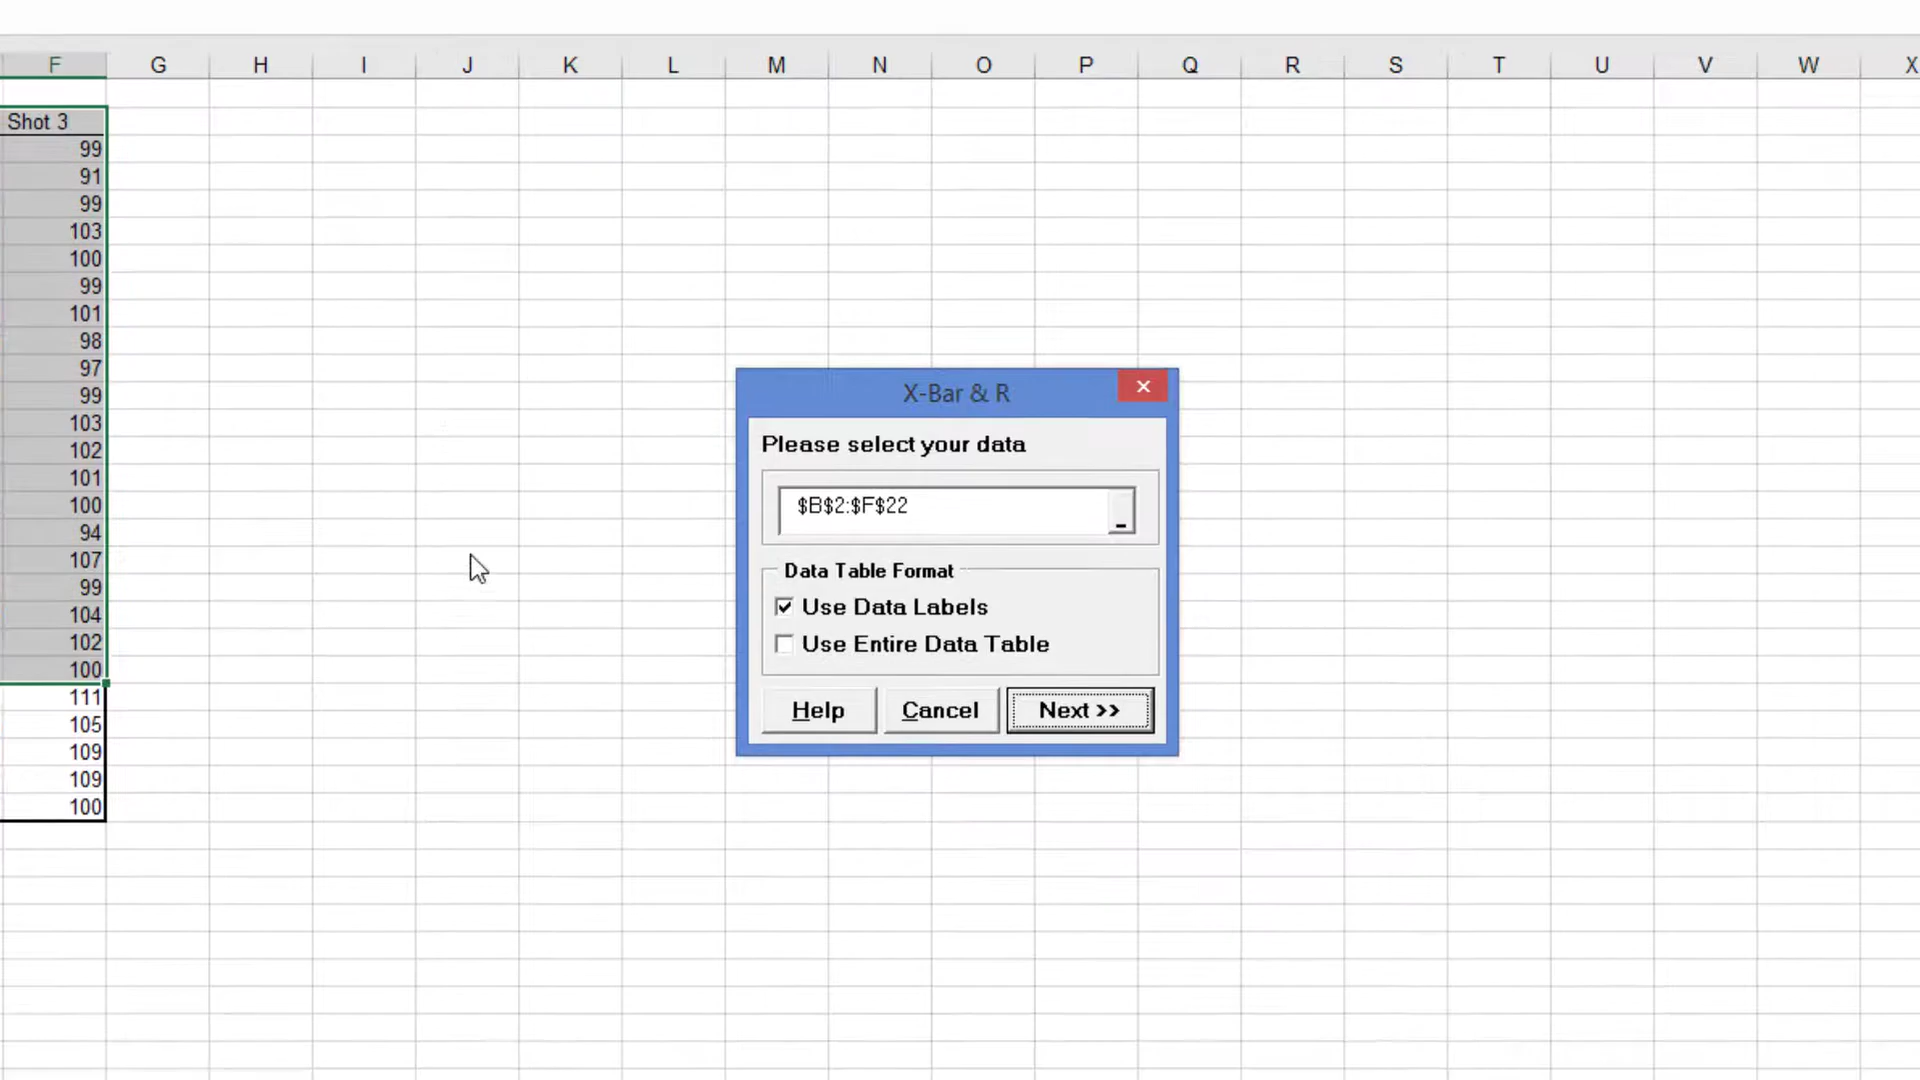 F G H I J K L M N O P Q R S T U V W X
Shot 3
99
91
99
103
100
99
101
98
97
99
103
102
101
100
94
107
99
104
102
100
111
105
109
109
100
X-Bar & R
Please select your data
$B$2:$F$22
Data Table Format
Use Data Labels
Use Entire Data Table
Help Cancel Next >>